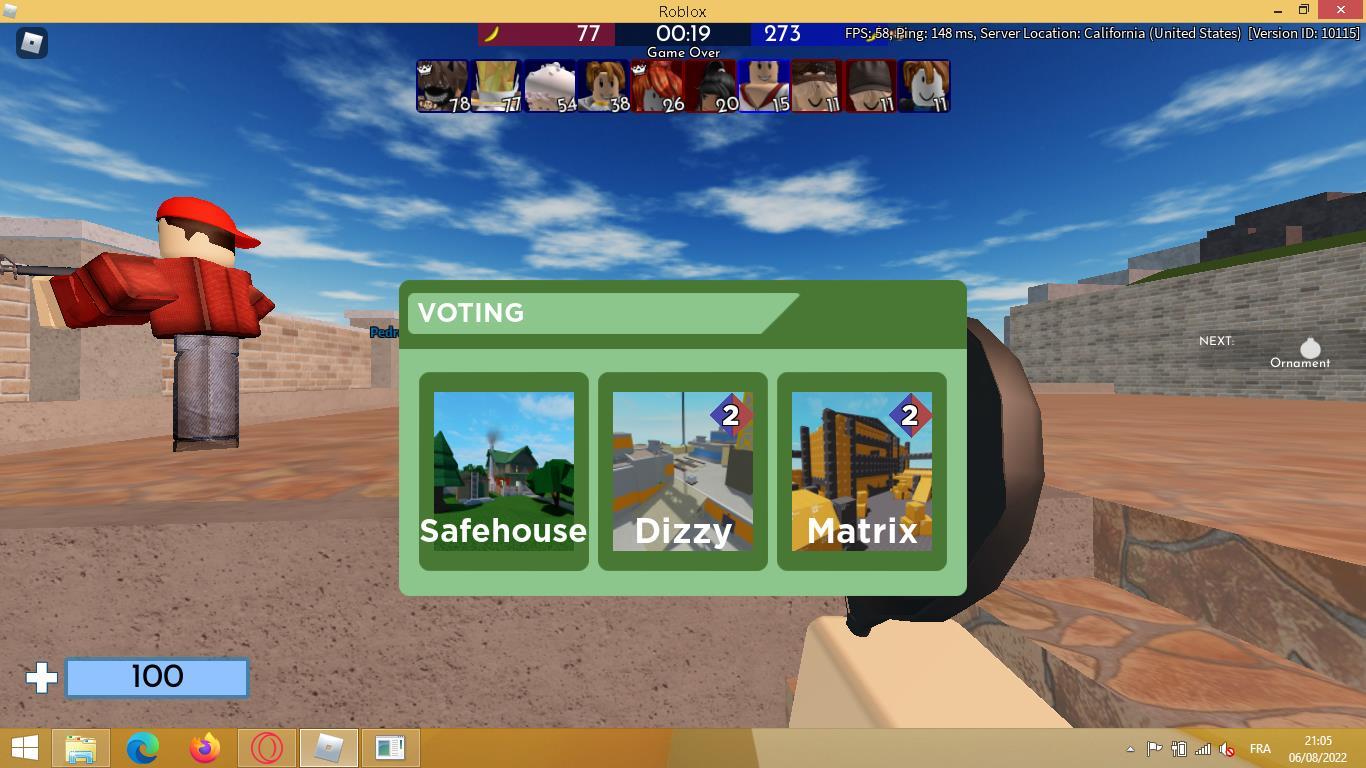 Roblox
77
00:19
273
FPS: 58, Ping: 148 ms, Server Location: California (United States) [Version ID: 10115]
Game Over
78
77
54
38
26
20
15
11
11
11
VOTING
Pedr
NEXT:
Ornament
2
2
Safehouse
Dizzy
Matrix
100
FRA
21:05
06/08/2022